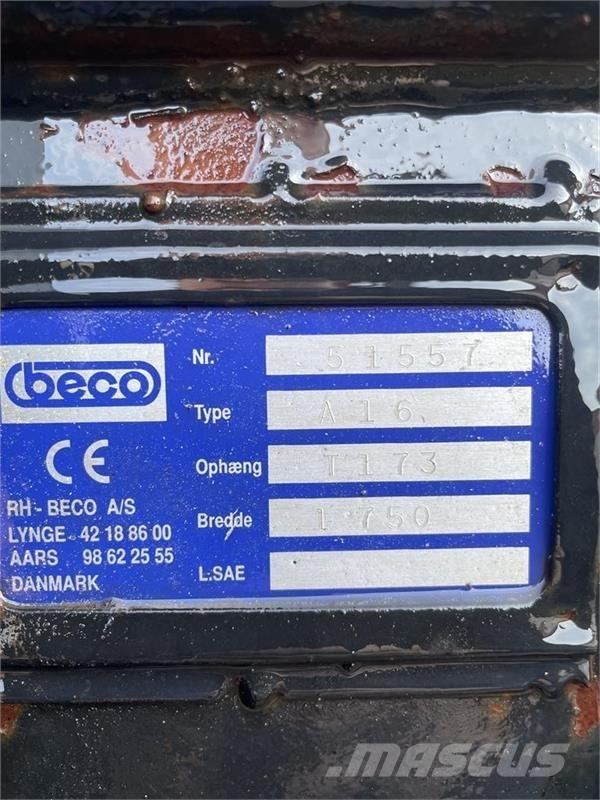 beco
CE
RH - BECO A/S
LYNGE 42 18 86 00
AARS 98 62 25 55
DANMARK
Nr. 51557
Type A16
Ophæng T173
Bredde 1750
L.SAE
MASCUS